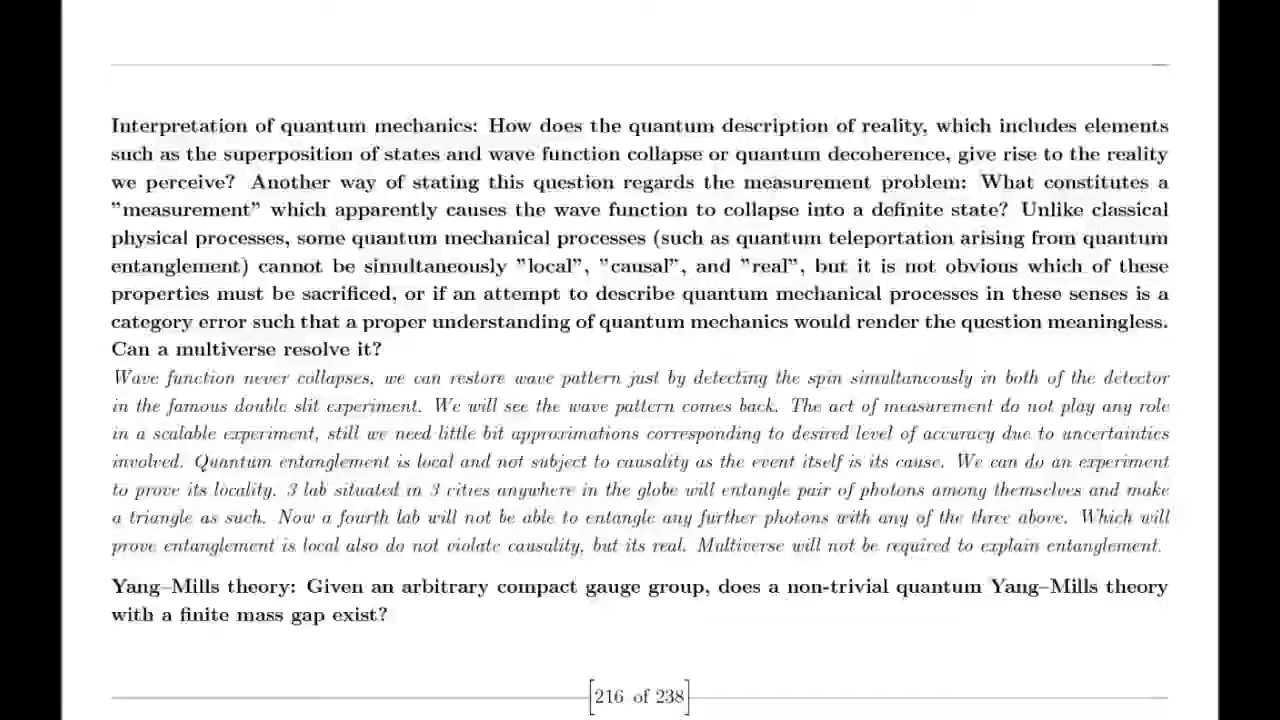 Interpretation of quantum mechanics: How does the quantum description of reality, which includes elements
such as the superposition of states and wave function collapse or quantum decoherence, give rise to the reality
we perceive? Another way of stating this question regards the measurement problem: What constitutes a
”measurement” which apparently causes the wave function to collapse into a definite state? Unlike classical
physical processes, some quantum mechanical processes (such as quantum teleportation arising from quantum
entanglement) cannot be simultaneously ”local”, ”causal”, and ”real”, but it is not obvious which of these
properties must be sacrificed, or if an attempt to describe quantum mechanical processes in these senses is a
category error such that a proper understanding of quantum mechanics would render the question meaningless.
Can a multiverse resolve it?
Wave function never collapses, we can restore wave pattern just by detecting the spin simultaneously in both of the detector
in the famous double slit experiment. We will see the wave pattern comes back. The act of measurement do not play any role
in a scalable experiment, still we need little bit approximations corresponding to desired level of accuracy due to uncertainties
involved. Quantum entanglement is local and not subject to causality as the event itself is its cause. We can do an experiment
to prove its locality. 3 lab situated in 3 cities anywhere in the globe will entangle pair of photons among themselves and make
a triangle as such. Now a fourth lab will not be able to entangle any further photons with any of the three above. Which will
prove entanglement is local also do not violate causality, but its real. Multiverse will not be required to explain entanglement.
Yang–Mills theory: Given an arbitrary compact gauge group, does a non-trivial quantum Yang–Mills theory
with a finite mass gap exist?
[216 of 238]